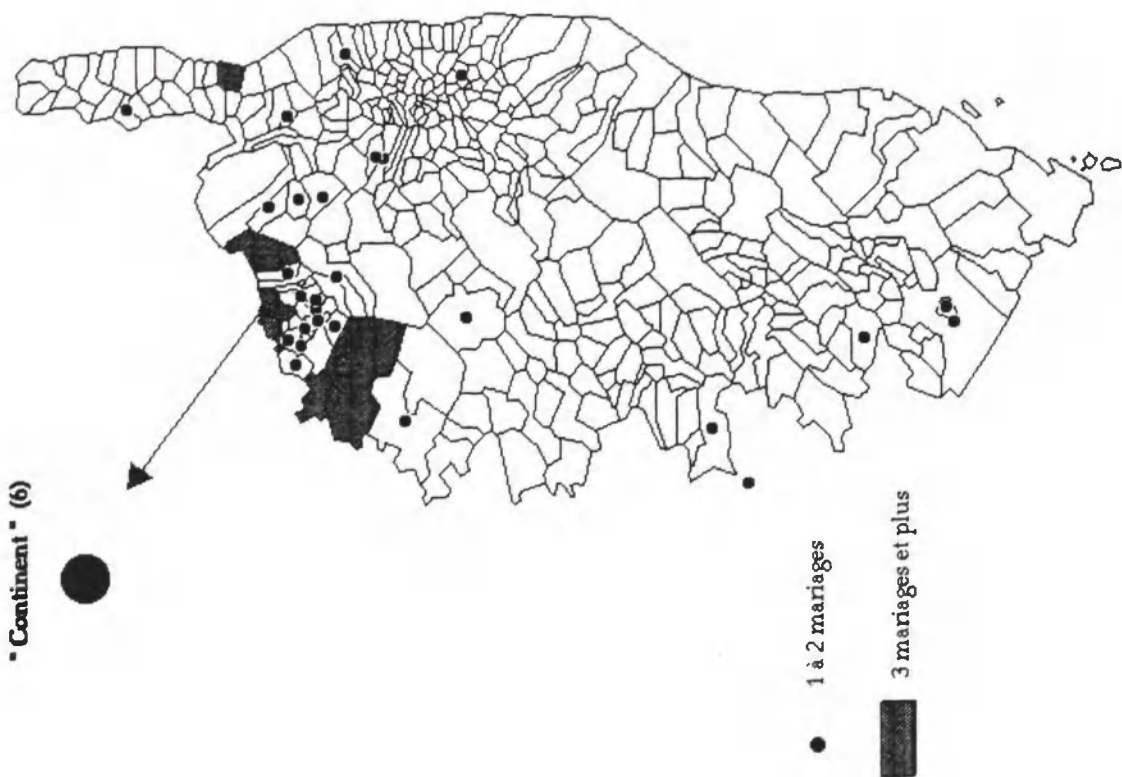 " Continent " (6)
1 à 2 mariages
3 mariages et plus